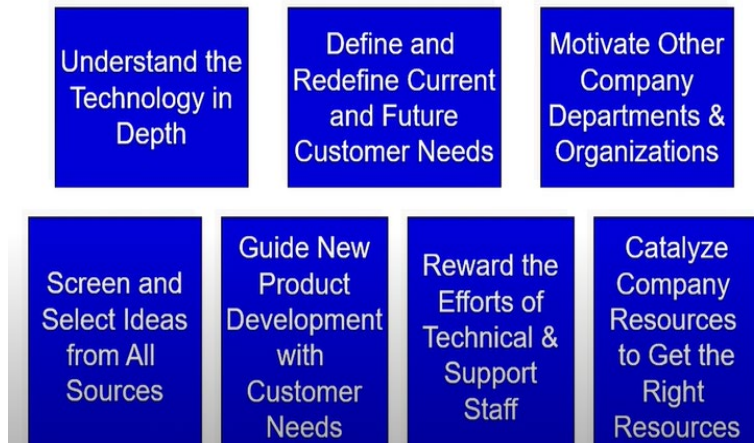 Understand the
Technology in
Depth
Define and
Redefine Current
and Future
Customer Needs
Motivate Other
Company
Departments &
Organizations
Screen and
Select Ideas
from All
Sources
Guide New
Product
Development
with
Customer
Needs
Reward the
Efforts of
Technical &
Support
Staff
Catalyze
Company
Resources
to Get the
Right
Resources